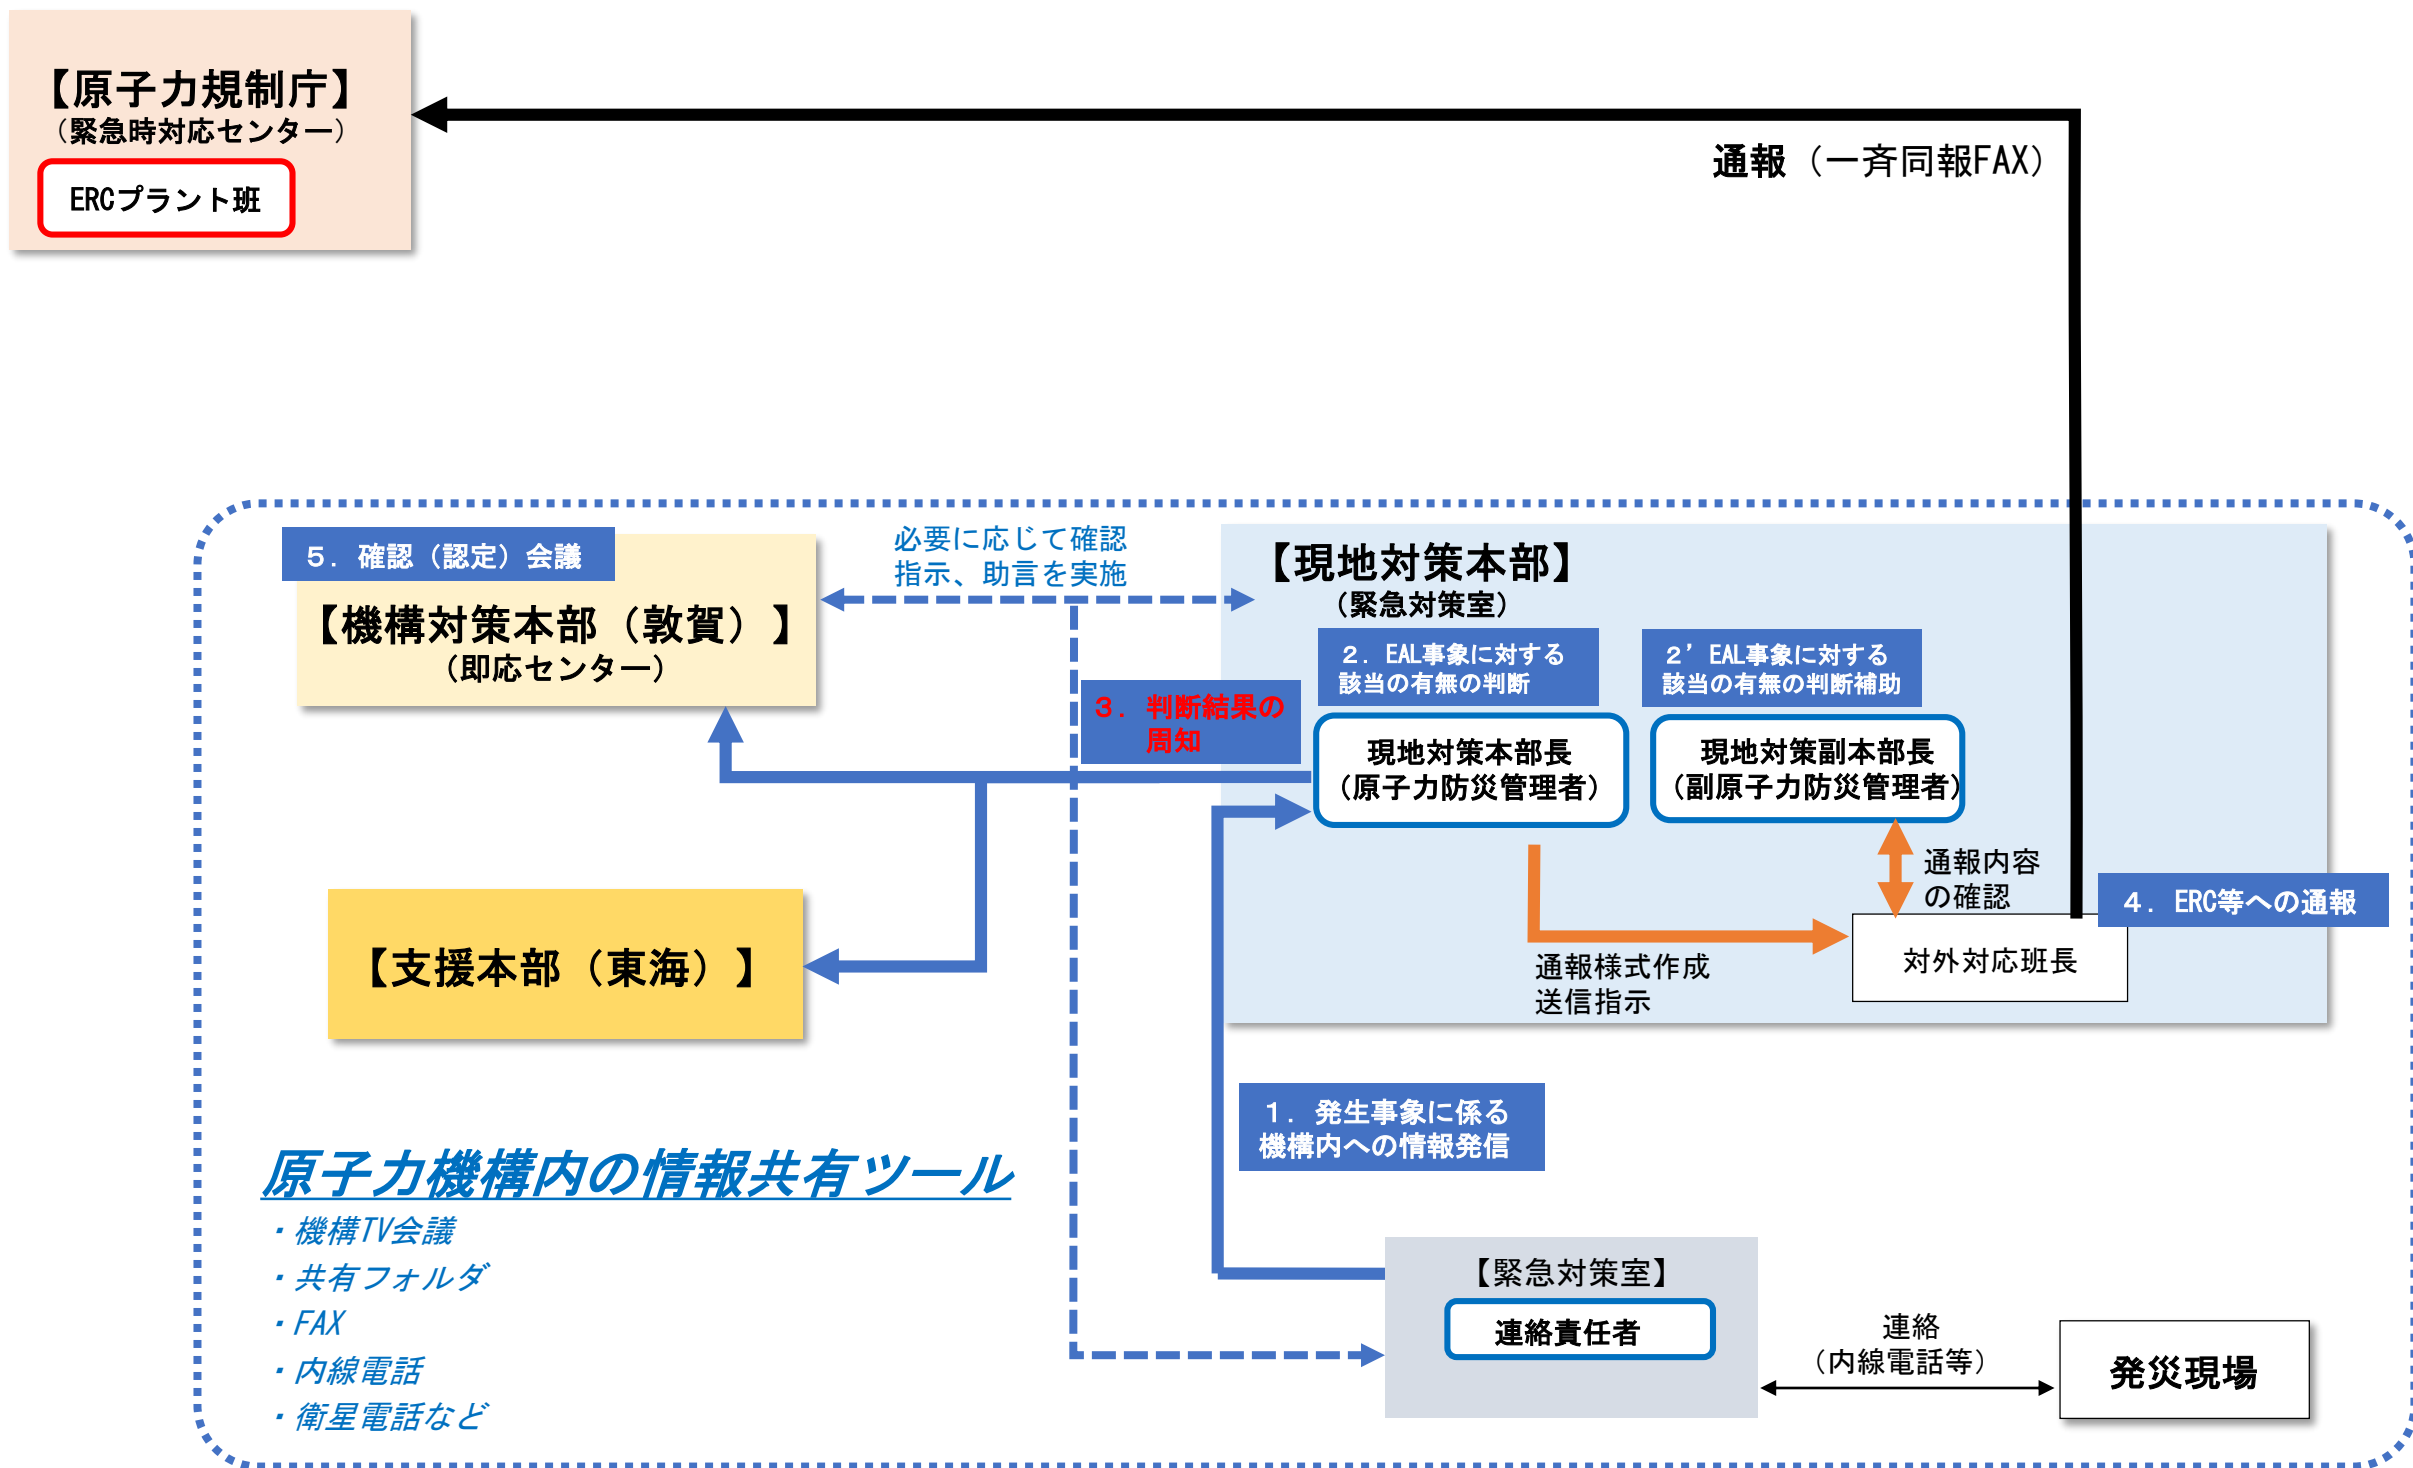 【原子力規制庁】
（緊急時対応センター）
ERCプラント班
通報（一斉同報FAX）
５．確認（認定）会議
【機構対策本部（敦賀）】
（即応センター）
必要に応じて確認
指示、助言を実施
【現地対策本部】
（緊急対策室）
２．EAL事象に対する
該当の有無の判断
２’EAL事象に対する
該当の有無の判断補助
３．判断結果の
周知
現地対策本部長
（原子力防災管理者）
現地対策副本部長
（副原子力防災管理者）
通報内容
の確認
４．ERC等への通報
対外対応班長
通報様式作成
送信指示
【支援本部（東海）】
１．発生事象に係る
機構内への情報発信
原子力機構内の情報共有ツール
・機構TV会議
・共有フォルダ
・FAX
・内線電話
・衛星電話など
【緊急対策室】
連絡責任者
連絡
（内線電話等）
発災現場